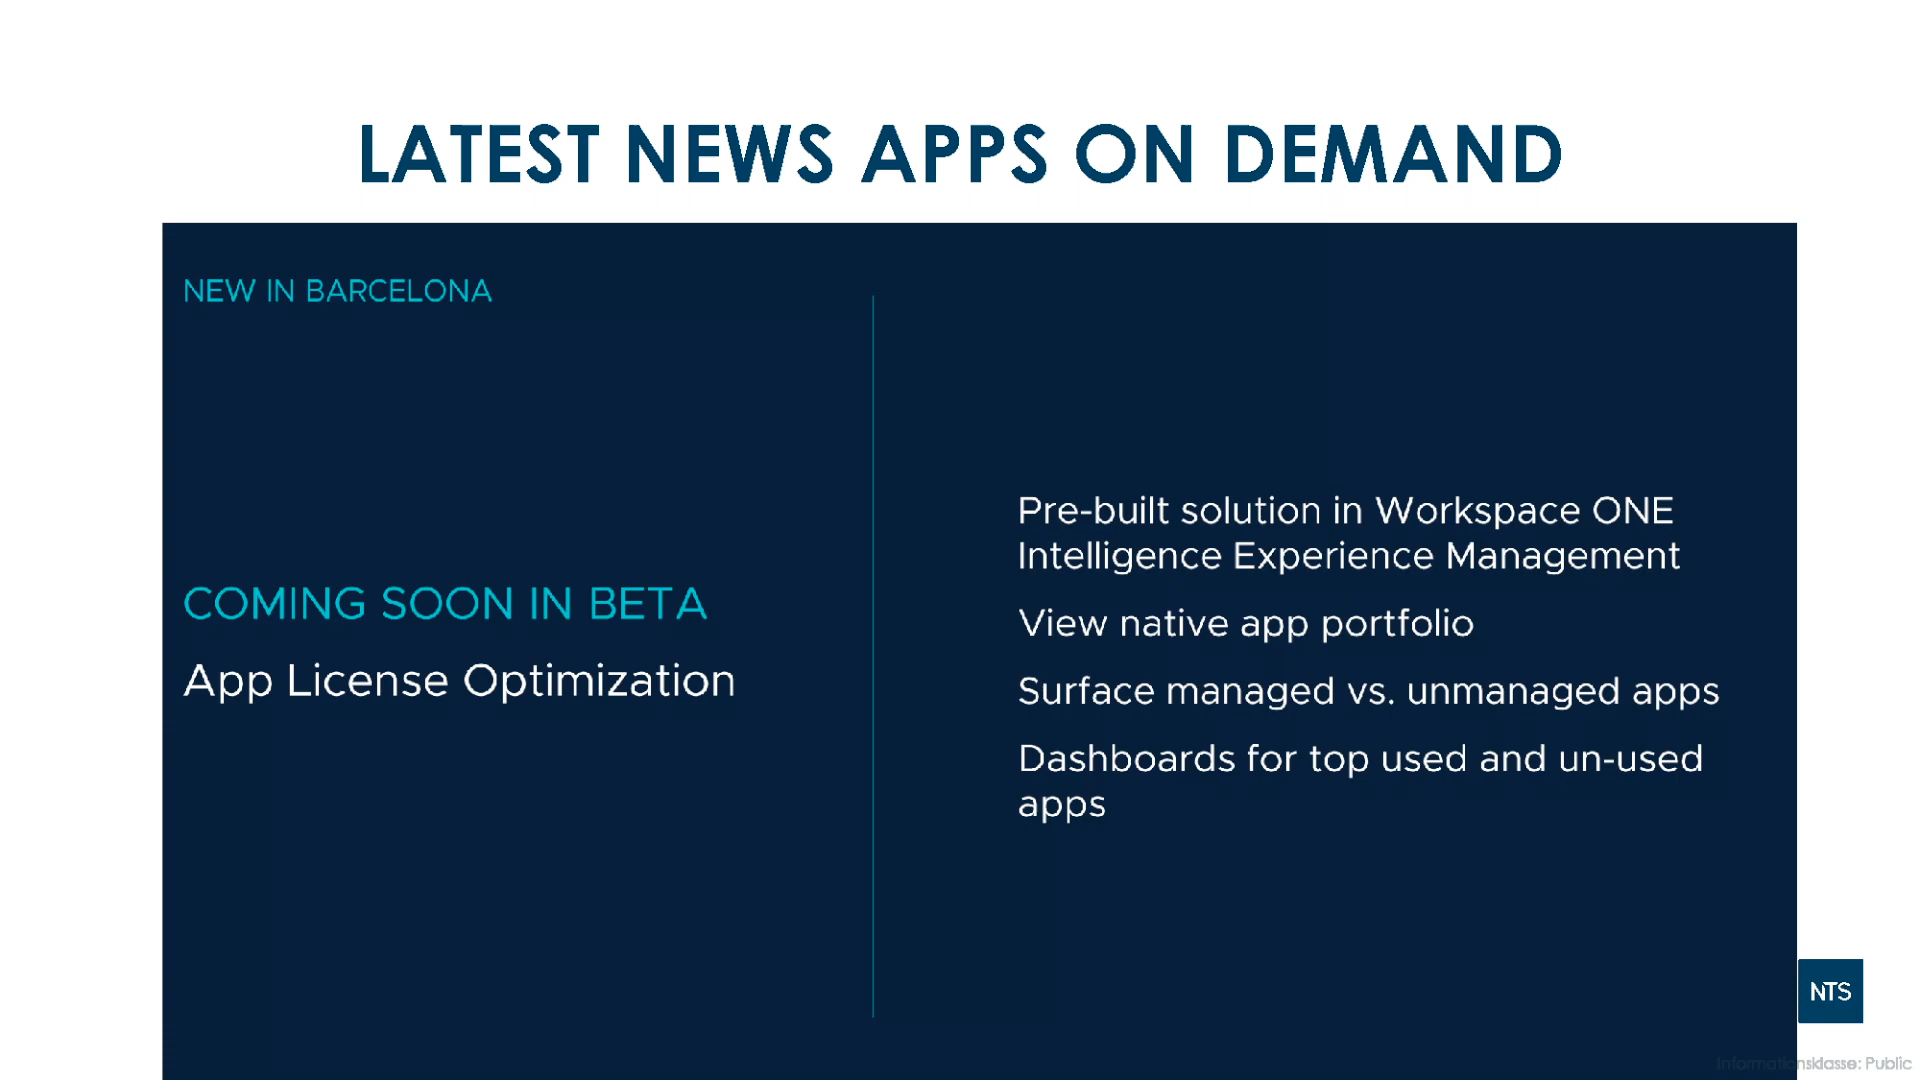 LATEST NEWS APPS ON DEMAND
NEW IN BARCELONA
COMING SOON IN BETA
App License Optimization
Pre-built solution in Workspace ONE
Intelligence Experience Management
View native app portfolio
Surface managed vs. unmanaged apps
Dashboards for top used and un-used
apps
NTS
Informationsklasse: Public